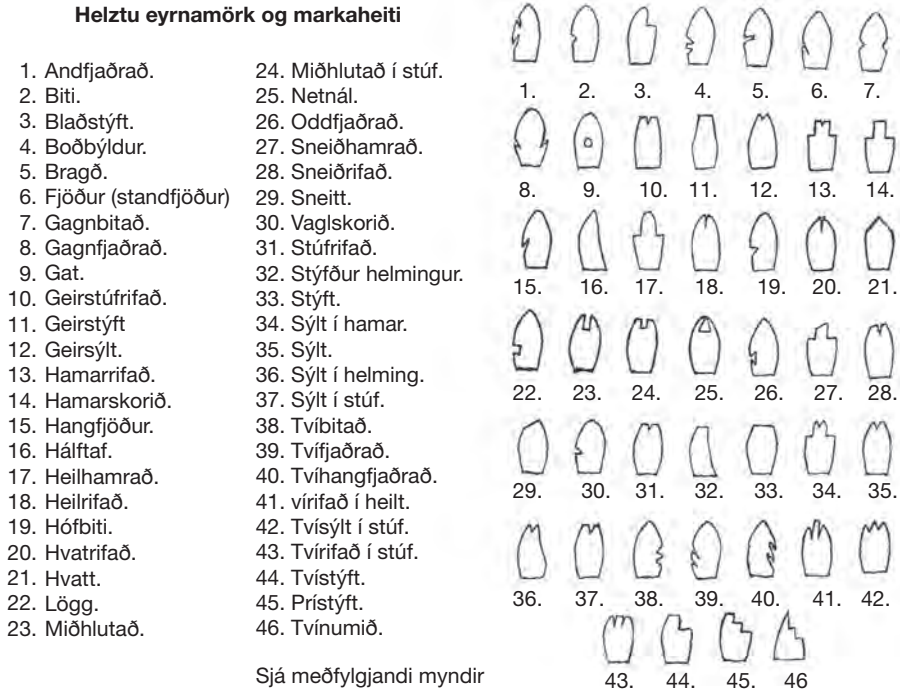 Helztu eyrnamörk og markaheiti
1. Andfjaðrað.
2. Biti.
3. Blaðstýft.
4. Boðbýldur.
5. Bragð.
6. Fjöður (standfjöður)
7. Gagnbitað.
8. Gagnfjaðrað.
9. Gat.
10. Geirstúfrifað.
11. Geirstýft
12. Geirsýlt.
13. Hamarrifað.
14. Hamarskorið.
15. Hangfjöður.
16. Hálftaf.
17. Heilhamrað.
18. Heilrifað.
19. Hófbiti.
20. Hvatrifað.
21. Hvatt.
22. Lögg.
23. Miðhlutað.
24. Miðhlutað í stúf.
25. Netnál.
26. Oddfjaðrað.
27. Sneiðhamrað.
28. Sneiðrifað.
29. Sneitt.
30. Vaglskorið.
31. Stúfrifað.
32. Stýfður helmingur.
33. Stýft.
34. Sýlt í hamar.
35. Sýlt.
36. Sýlt í helming.
37. Sýlt í stúf.
38. Tvíbitað.
39. Tvífjaðrað.
40. Tvíhangfjaðrað.
41. vírifað í heilt.
42. Tvísýlt í stúf.
43. Tvírifað í stúf.
44. Tvístýft.
45. Prístýft.
46. Tvínumið.
Sjá meðfylgjandi myndir
1. 2. 3. 4. 5. 6. 7.
8. 9. 10. 11. 12. 13. 14.
15. 16. 17. 18. 19. 20. 21.
22. 23. 24. 25. 26. 27. 28.
29. 30. 31. 32. 33. 34. 35.
36. 37. 38. 39. 40. 41. 42.
43. 44. 45. 46